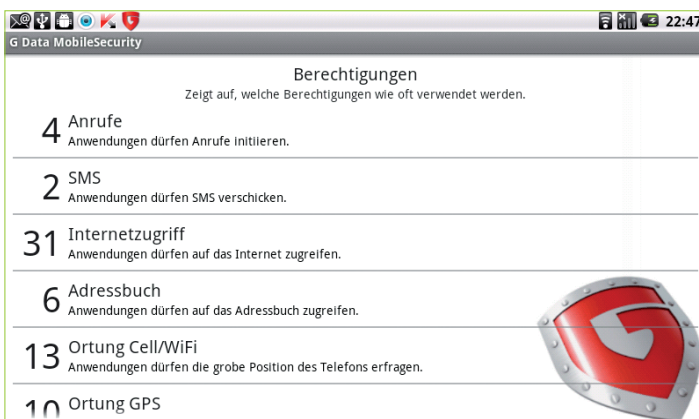 22:47
G Data MobileSecurity
Berechtigungen
Zeigt auf, welche Berechtigungen wie oft verwendet werden.
4 Anrufe
Anwendungen dürfen Anrufe initiieren.
2 SMS
Anwendungen dürfen SMS verschicken.
31 Internetzugriff
Anwendungen dürfen auf das Internet zugreifen.
6 Adressbuch
Anwendungen dürfen auf das Adressbuch zugreifen.
13 Ortung Cell/WiFi
Anwendungen dürfen die grobe Position des Telefons erfragen.
10 Ortung GPS